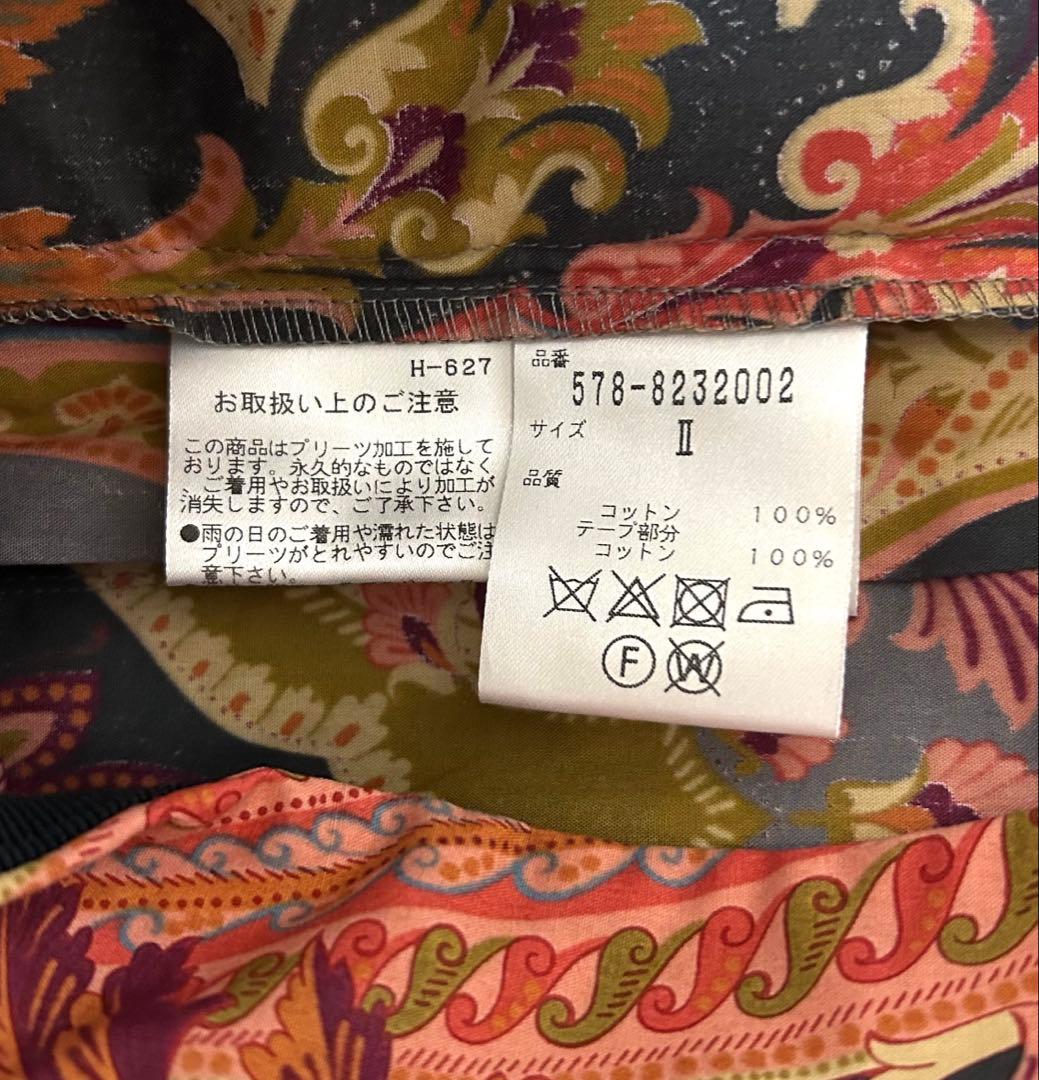 H-627
お取扱い上のご注意
この商品はプリーツ加工を施して
おります。永久的なものではなく
、ご着用やお取扱いにより加工が
消失しますので、ご了承下さい。
●雨の日のご着用や濡れた状態は
プリーツがとれやすいのでご注
意下さい。
品番
578-8232002
サイズ
Ⅱ
品質
コットン 100%
テープ部分
コットン 100%
F W